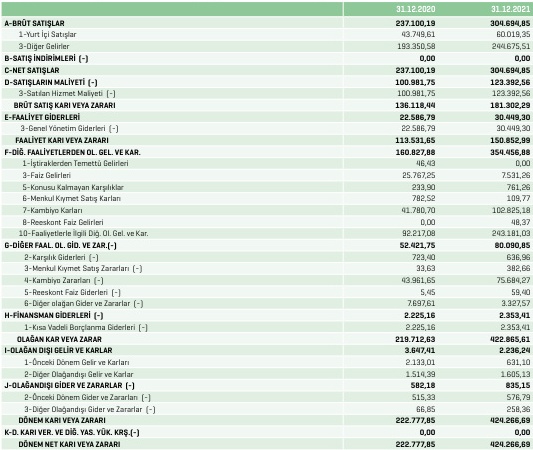 31.12.2020 31.12.2021
A-BRÜT SATIŞLAR 237.100,19 304.694,85
1-Yurt İçi Satışlar 43.749,61 60.019,35
3-Diğer Gelirler 193.350,58 244.675,51
B-SATIŞ İNDİRİMLERİ (-) 0,00 0,00
C-NET SATIŞLAR 237.100,19 304.694,85
D-SATIŞLARIN MALİYETİ (-) 100.981,75 123.392,56
3-Satılan Hizmet Maliyeti (-) 100.981,75 123.392,56
BRÜT SATIŞ KARI VEYA ZARARI 136.118,44 181.302,29
E-FAALİYET GİDERLERİ 22.586,79 30.449,30
3-Genel Yönetim Giderleri (-) 22.586,79 30.449,30
FAALİYET KARI VEYA ZARARI 113.531,65 150.852,99
F-DİĞ. FAALİYETLERDEN OL. GEL. VE KAR. 160.827,88 354.456,88
1-İştiraklerden Temettü Gelirleri 46,43 0,00
3-Faiz Gelirleri 25.767,25 7.531,26
5-Konusu Kalmayan Karşılıklar 233,90 761,26
6-Menkul Kıymet Satış Karları 782,52 109,77
7-Kambiyo Karları 41.780,70 102.825,18
8-Reeskont Faiz Gelirleri 0,00 48,37
10-Faaliyetlerle İlgili Diğ. Ol. Gel. ve Kar. 92.217,08 243.181,03
G-DİĞER FAAL. OL. GİD. VE ZAR.(-) 52.421,75 80.090,85
2-Karşılık Giderleri (-) 723,40 636,96
3-Menkul Kıymet Satış Zararları (-) 33,63 382,66
4-Kambiyo Zararları (-) 43.961,65 75.684,27
5-Reeskont Faiz Giderleri (-) 5,45 59,40
6-Diğer olağan Gider ve Zararlar (-) 7.697,61 3.327,57
H-FİNANSMAN GİDERLERİ (-) 2.225,16 2.353,41
1-Kısa Vadeli Borçlanma Giderleri (-) 2.225,16 2.353,41
OLAĞAN KAR VEYA ZARAR 219.712,63 422.865,61
I-OLAĞAN DIŞI GELİR VE KARLAR 3.647,41 2.236,24
1-Önceki Dönem Gelir ve Karları 2.133,01 631,10
2-Diğer Olağandışı Gelir ve Karlar 1.514,39 1.605,13
J-OLAĞANDIŞI GİDER VE ZARARLAR (-) 582,18 835,15
2-Önceki Dönem Gider ve Zararları (-) 515,33 576,79
3-Diğer Olağandışı Gider ve Zararlar (-) 66,85 258,36
DÖNEM KARI VEYA ZARARI 222.777,85 424.266,69
K-D. KARI VER. VE DİĞ. YAS. YÜK. KRŞ.(-) 0,00 0,00
DÖNEM NET KARI VEYA ZARARI 222.777,85 424.266,69